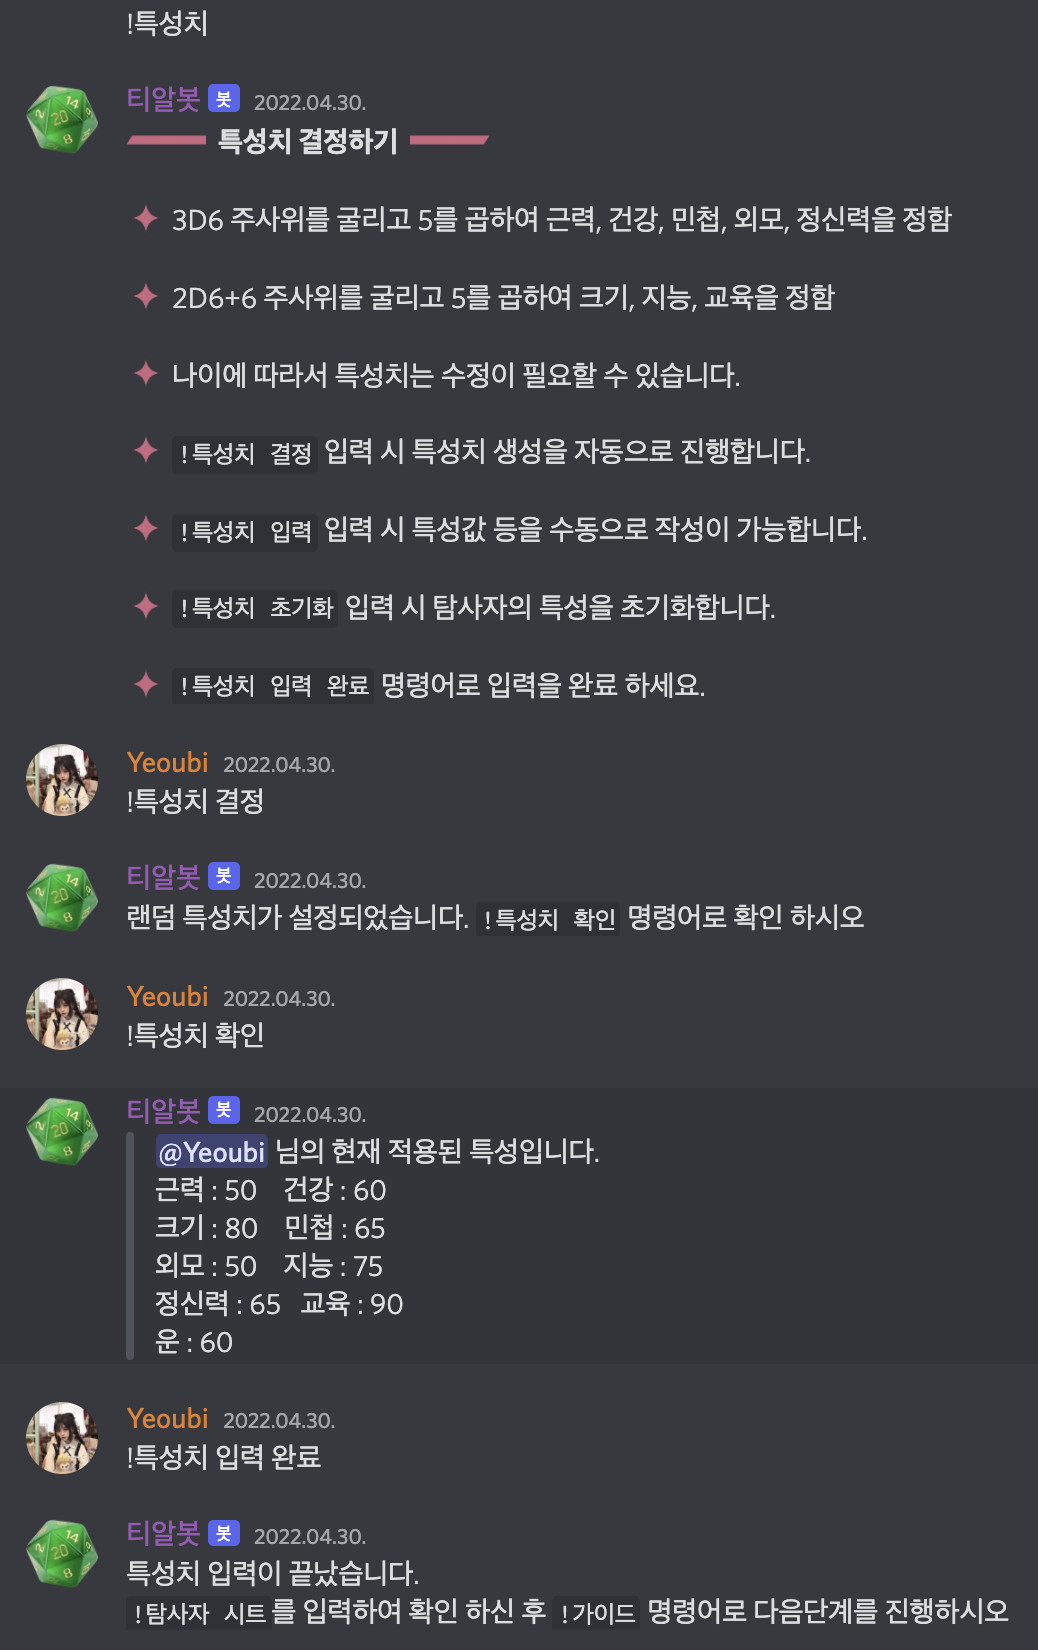 !특성치
티알봇 봇 2022.04.30.
특성치 결정하기
3D6 주사위를 굴리고 5를 곱하여 근력, 건강, 민첩, 외모, 정신력을 정함
2D6+6 주사위를 굴리고 5를 곱하여 크기, 지능, 교육을 정함
나이에 따라서 특성치는 수정이 필요할 수 있습니다.
!특성치 결정 입력 시 특성치 생성을 자동으로 진행합니다.
!특성치 입력 입력 시 특성값 등을 수동으로 작성이 가능합니다.
!특성치 초기화 입력 시 탐사자의 특성을 초기화합니다.
!특성치 입력 완료 명령어로 입력을 완료 하세요.
Yeoubi 2022.04.30.
!특성치 결정
티알봇 봇 2022.04.30.
랜덤 특성치가 설정되었습니다. !특성치 확인 명령어로 확인 하시오
Yeoubi 2022.04.30.
!특성치 확인
티알봇 봇 2022.04.30.
@Yeoubi 님의 현재 적용된 특성입니다.
근력 : 50 건강 : 60
크기 : 80 민첩 : 65
외모 : 50 지능 : 75
정신력 : 65 교육 : 90
운 : 60
Yeoubi 2022.04.30.
!특성치 입력 완료
티알봇 봇 2022.04.30.
특성치 입력이 끝났습니다.
!탐사자 시트를 입력하여 확인 하신 후 !가이드 명령어로 다음단계를 진행하시오